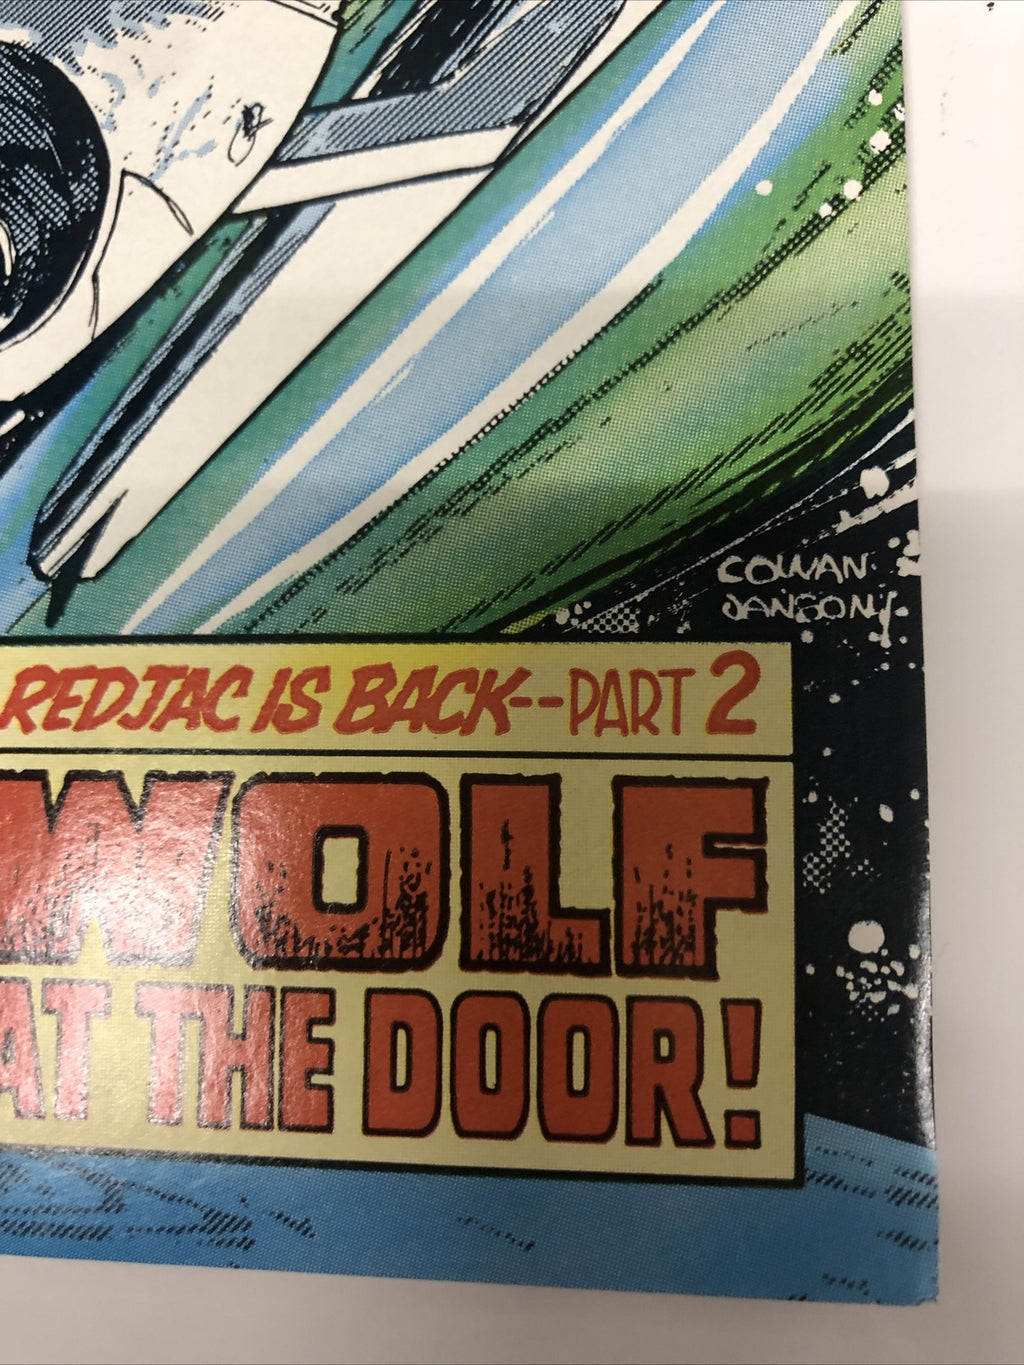 COWAN
JANSON
REDJAC IS BACK--PART 2
WOLF
AT THE DOOR!